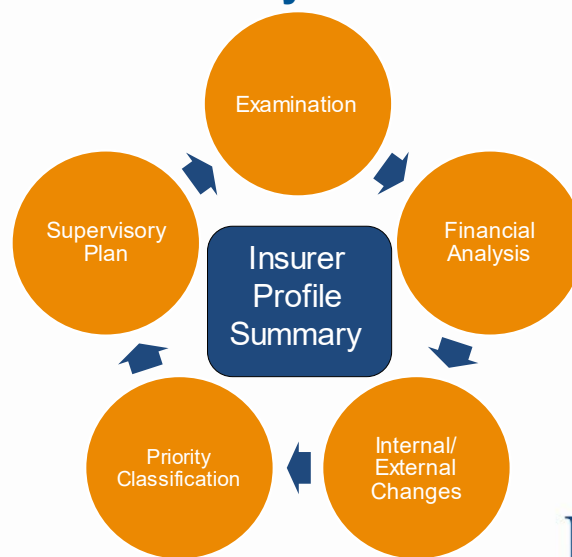 Examination
Financial
Analysis
Internal/
External
Changes
Priority
Classification
Supervisory
Plan
Insurer
Profile
Summary